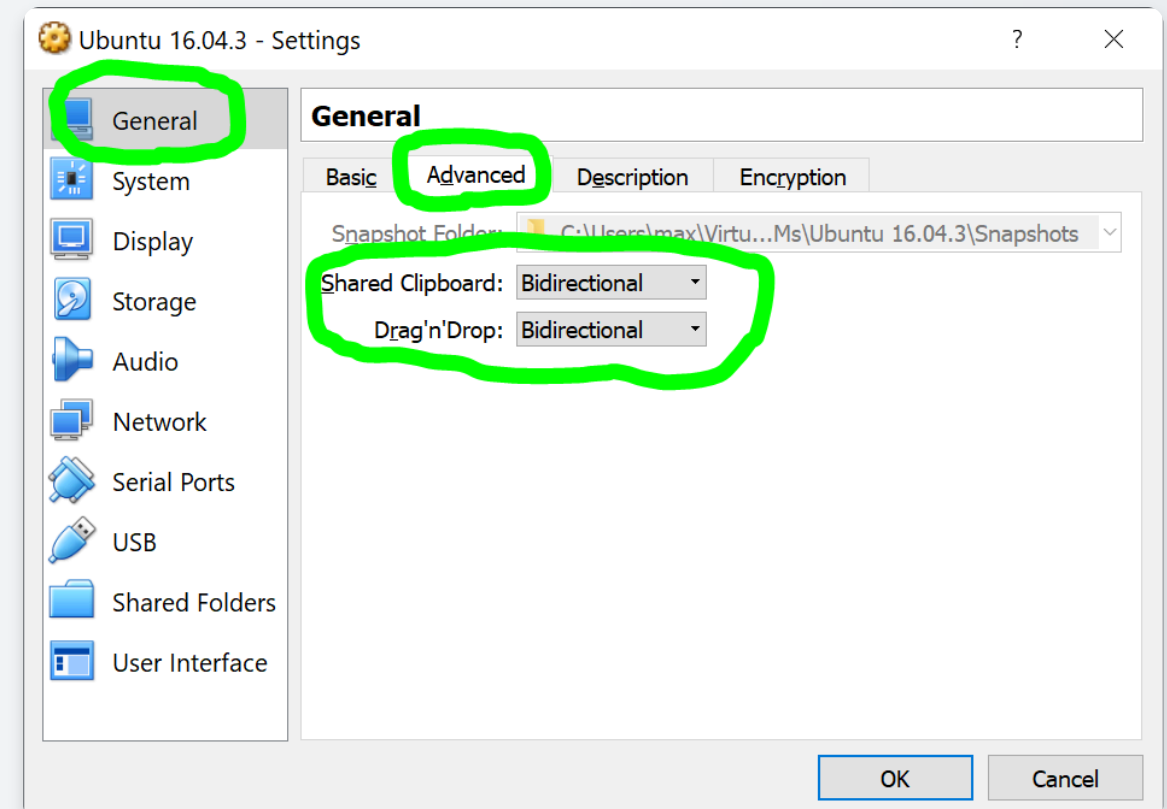 Ubuntu 16.04.3 - Settings
?
General
System
Display
Storage
Audio
Network
Serial Ports
USB
Shared Folders
User Interface
General
Basic Advanced Description Encryption
Snapshot Folder: C:\Users\max\Virtu...Ms\Ubuntu 16.04.3\Snapshots
Shared Clipboard: Bidirectional
Drag'n'Drop: Bidirectional
OK Cancel